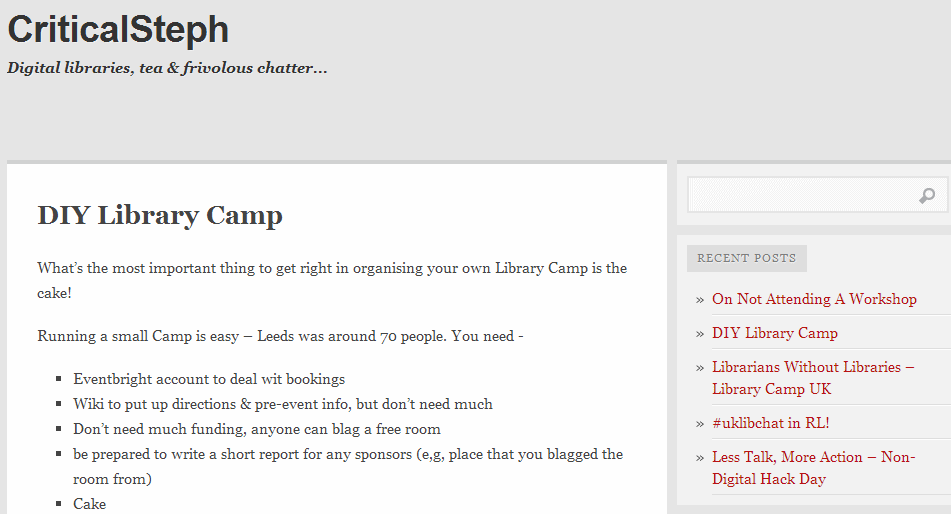 CriticalSteph
Digital libraries, tea & frivolous chatter...
DIY Library Camp
What’s the most important thing to get right in organising your own Library Camp is the
cake!
Running a small Camp is easy – Leeds was around 70 people. You need -
Eventbright account to deal wit bookings
Wiki to put up directions & pre-event info, but don’t need much
Don’t need much funding, anyone can blag a free room
be prepared to write a short report for any sponsors (e,g, place that you blagged the
room from)
Cake
RECENT POSTS
» On Not Attending A Workshop
» DIY Library Camp
» Librarians Without Libraries –
Library Camp UK
» #uklibchat in RL!
» Less Talk, More Action – Non-
Digital Hack Day